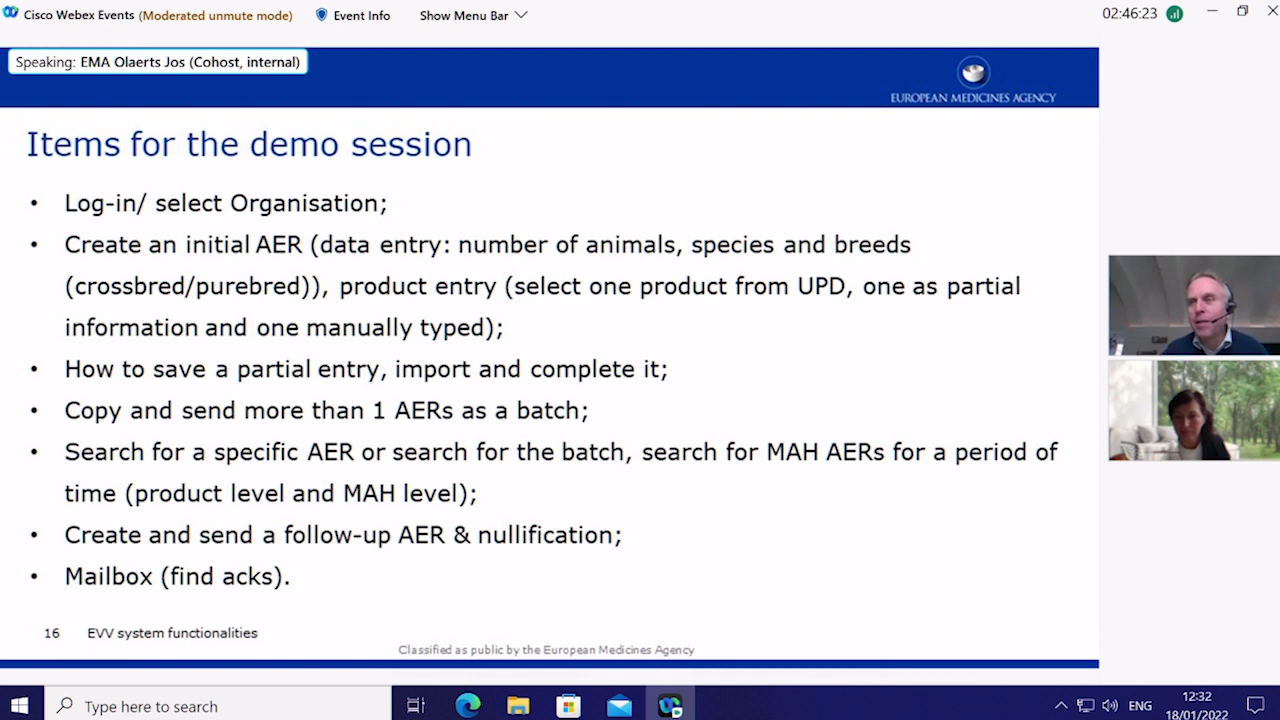 Cisco Webex Events (Moderated unmute mode) Event Info Show Menu Bar 02:46:23
Speaking: EMA Olaerts Jos (Cohost, internal)
EUROPEAN MEDICINES AGENCY
Items for the demo session
• Log-in/ select Organisation;
• Create an initial AER (data entry: number of animals, species and breeds
(crossbred/purebred)), product entry (select one product from UPD, one as partial
information and one manually typed);
• How to save a partial entry, import and complete it;
• Copy and send more than 1 AERs as a batch;
• Search for a specific AER or search for the batch, search for MAH AERs for a period of
time (product level and MAH level);
• Create and send a follow-up AER & nullification;
• Mailbox (find acks).
16 EVV system functionalities
Classified as public by the European Medicines Agency
Type here to search
ENG
12:32
18/01/2022